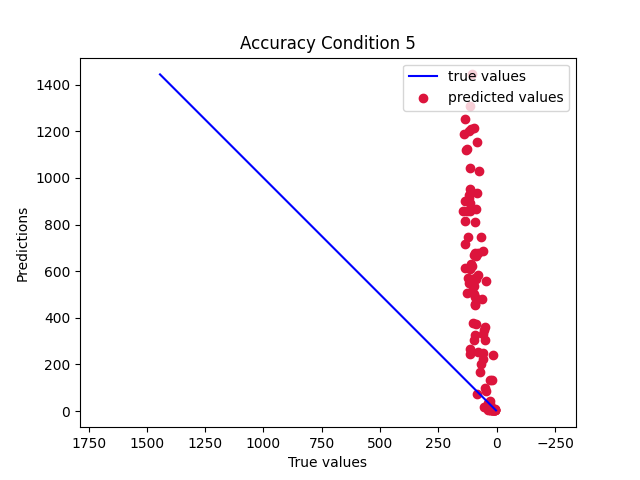 Accuracy Condition 5
true values
predicted values
Predictions
1400
1200
1000
800
600
400
200
0
1750 1500 1250 1000 750 500 250 0 −250
True values